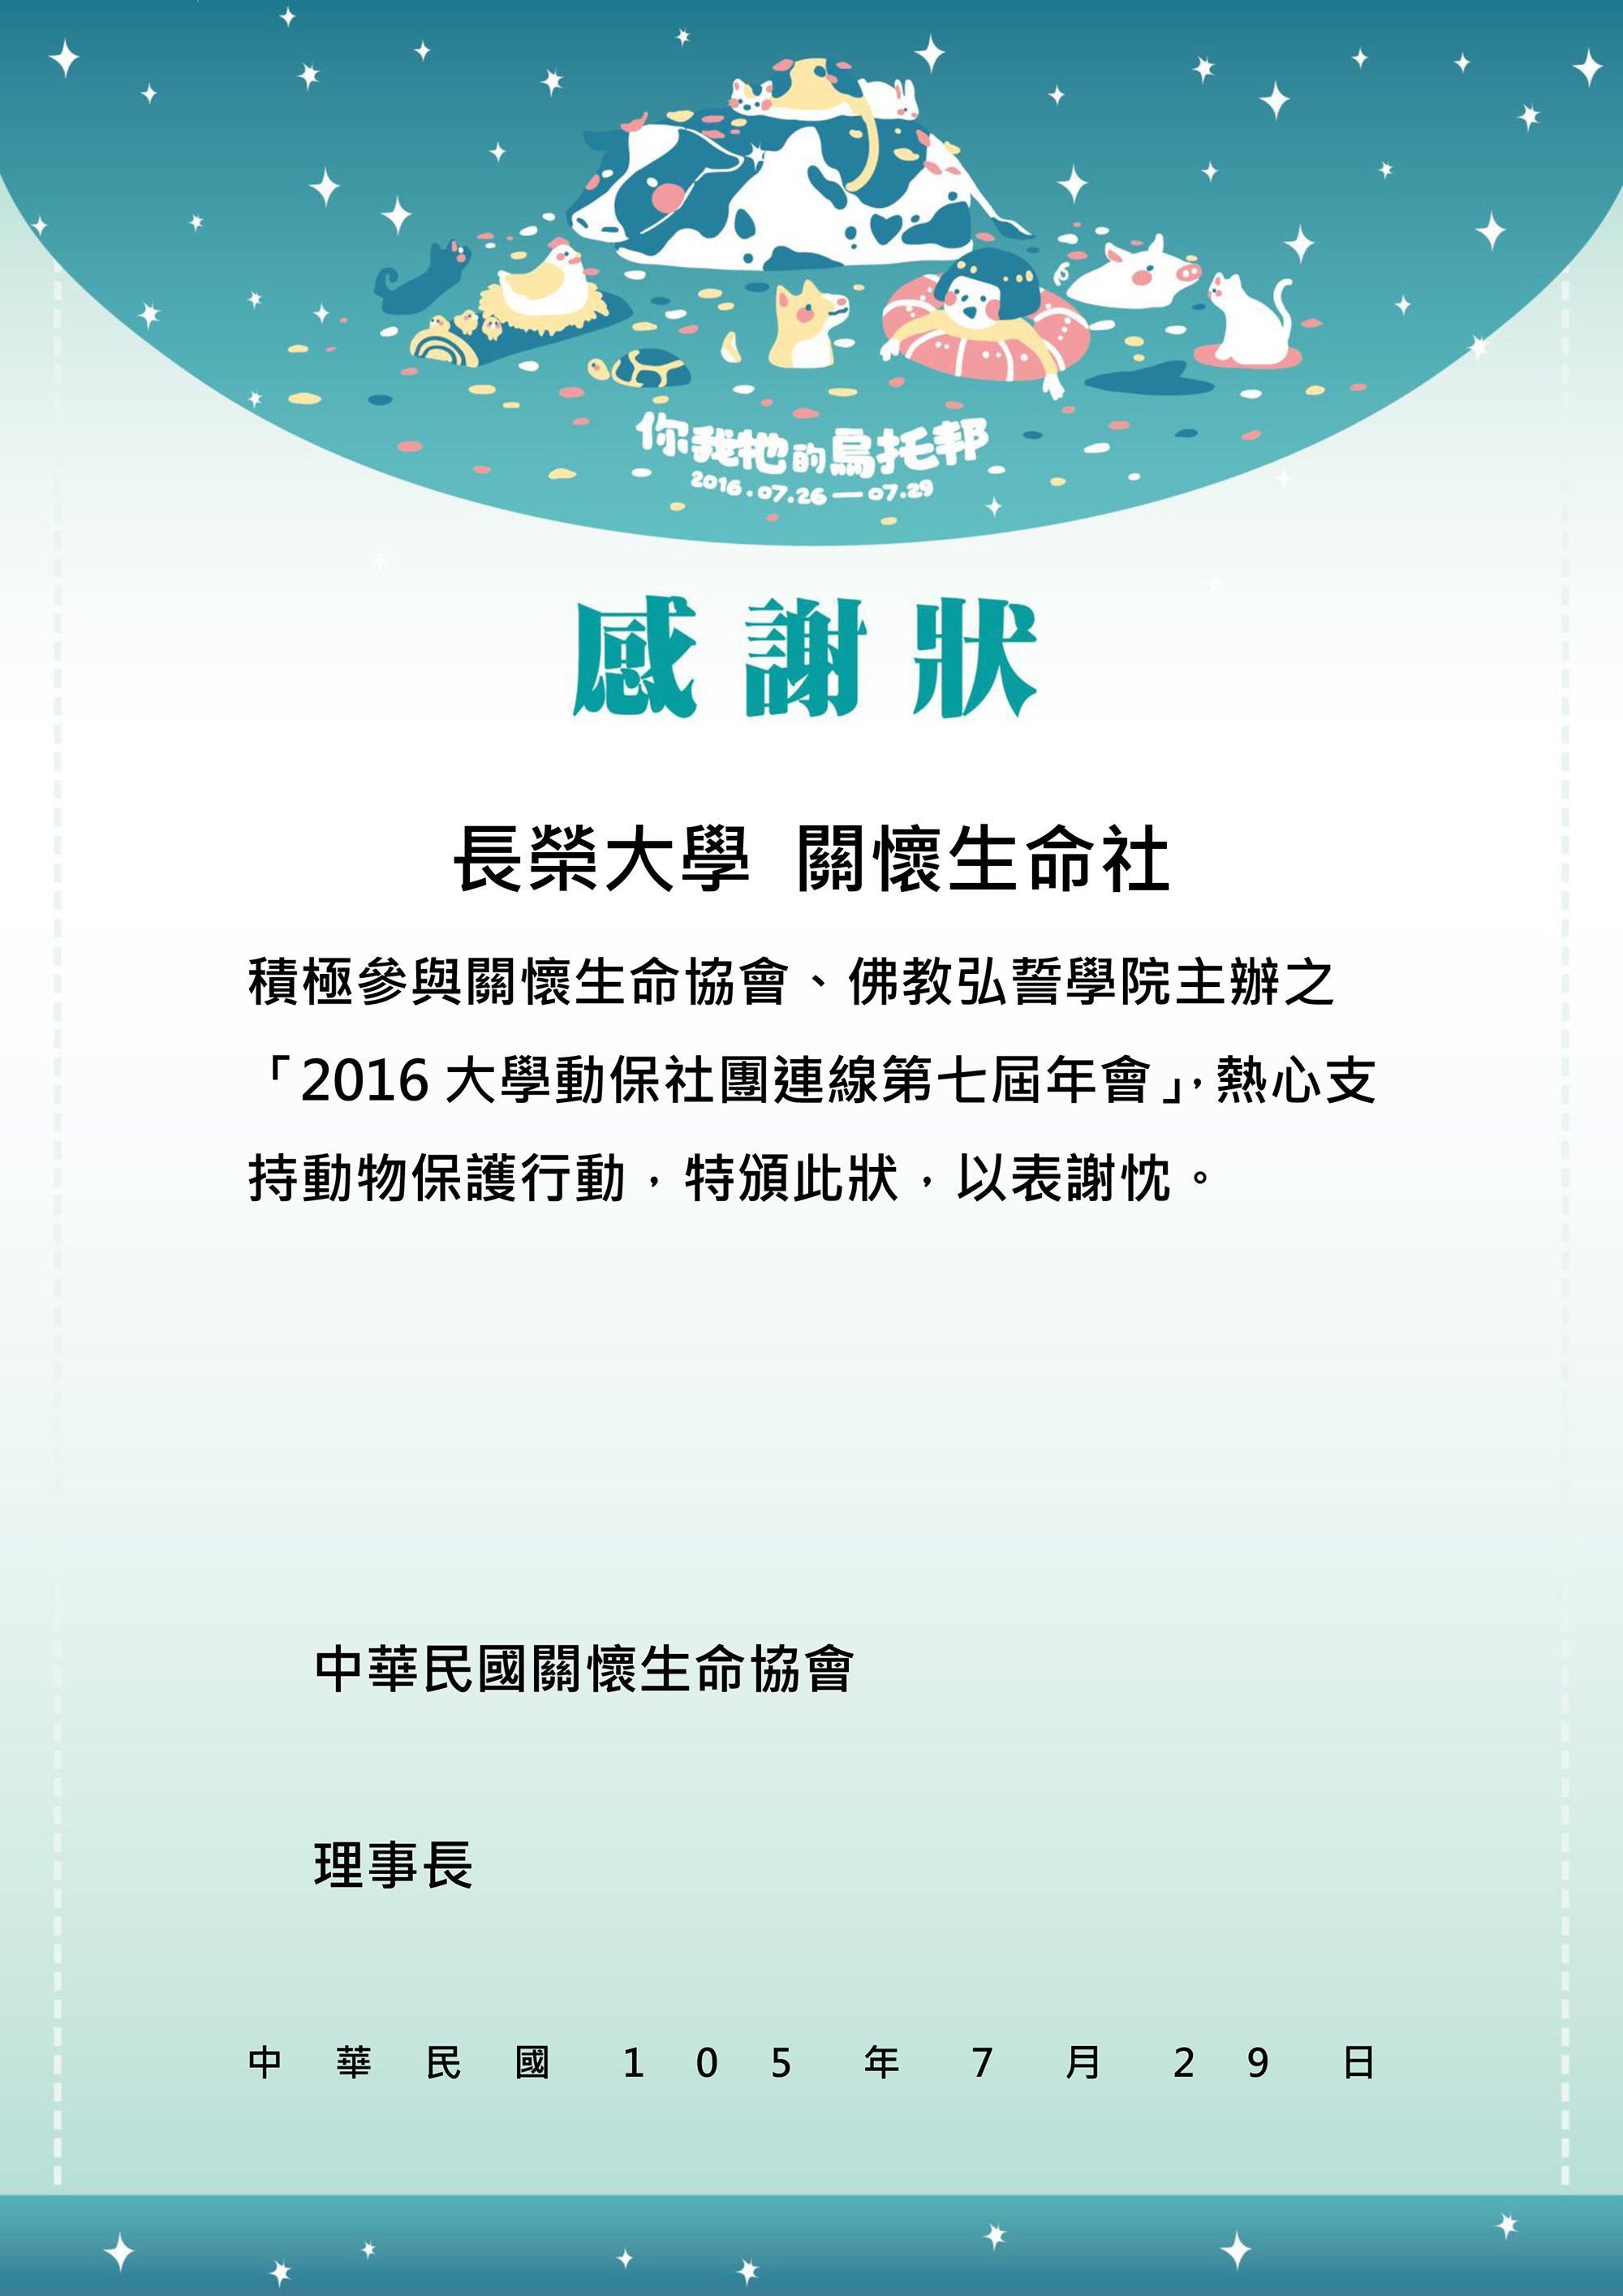 你我牠的烏托邦
2016.07.26—07.29
感謝狀
長榮大學 關懷生命社
積極參與關懷生命協會、佛教弘誓學院主辦之
「2016 大學動保社團連線第七屆年會」，熱心支
持動物保護行動，特頒此狀，以表謝忱。
中華民國關懷生命協會
理事長
中華民國105年7月29日